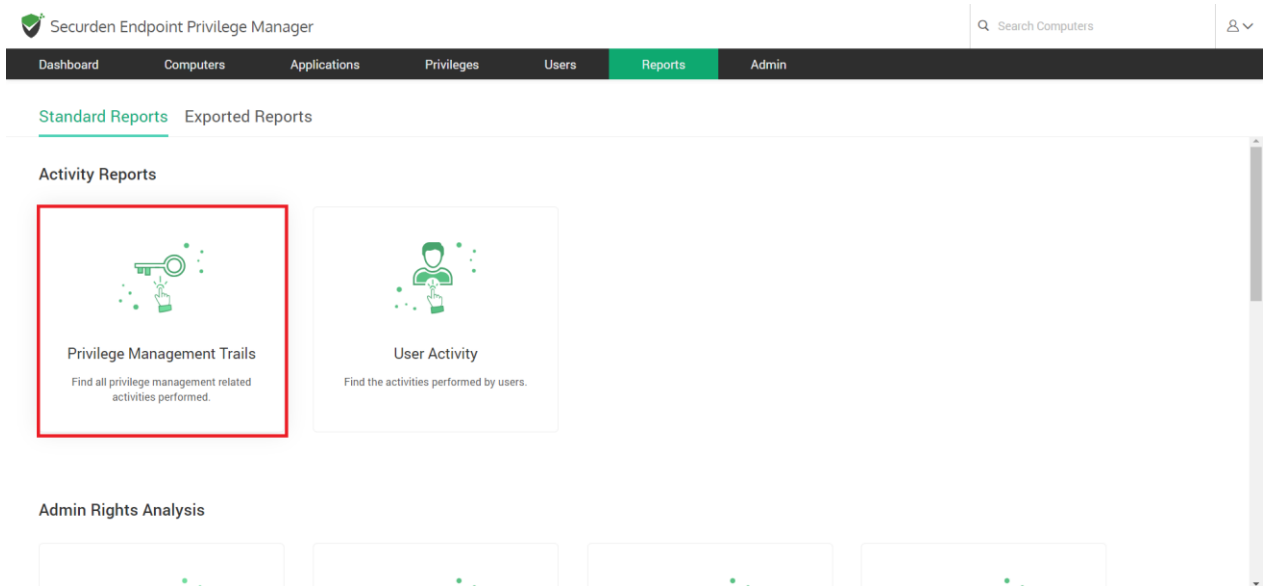 Securden Endpoint Privilege Manager
Search Computers
Dashboard Computers Applications Privileges Users Reports Admin
Standard Reports Exported Reports
Activity Reports
Privilege Management Trails
Find all privilege management related
activities performed.
User Activity
Find the activities performed by users.
Admin Rights Analysis